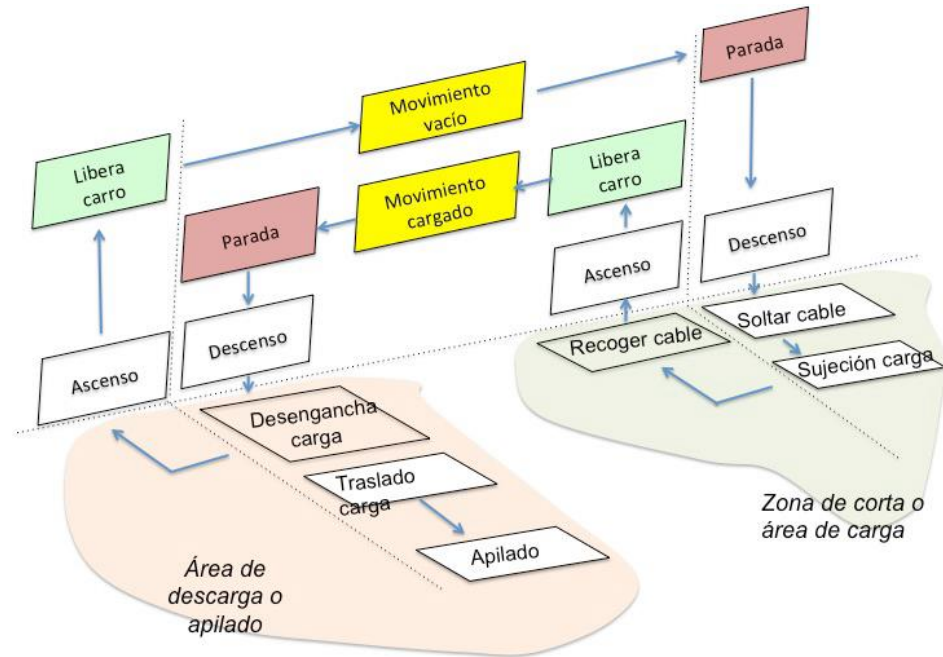 Parada
Movimiento
vacío
Libera
carro
Libera
carro
Movimiento
cargado
Parada
Descenso
Ascenso
Soltar cable
Recoger cable
Descenso
Sujeción carga
Ascenso
Desengancha
carga
Traslado
carga
Zona de corta o
área de carga
Apilado
Área de
descarga o
apilado